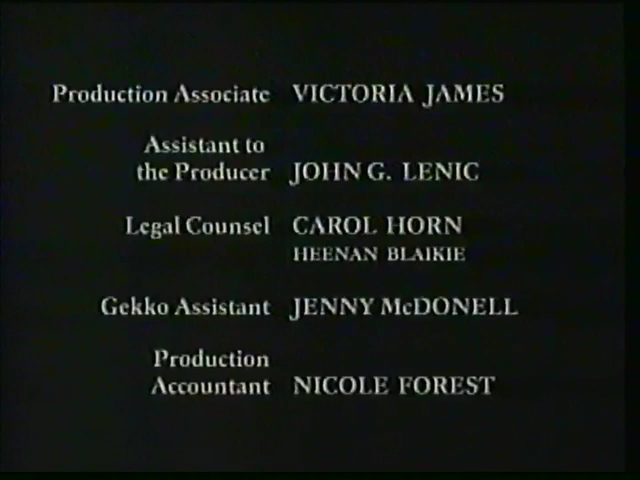 Production Associate VICTORIA JAMES
Assistant to
the Producer JOHN G. LENIC
Legal Counsel CAROL HORN
HEENAN BLAIKIE
Gekko Assistant JENNY McDONELL
Production
Accountant NICOLE FOREST